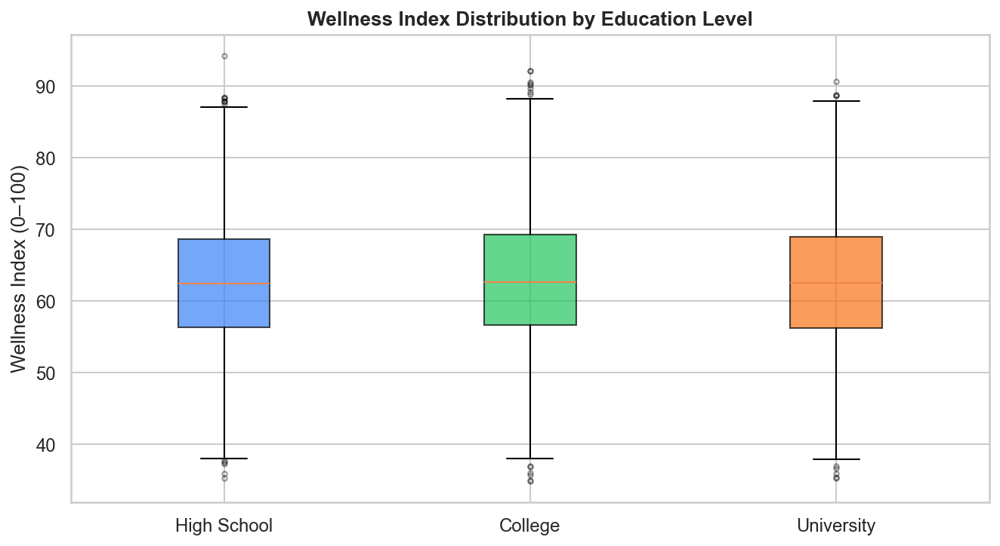 Wellness Index Distribution by Education Level
Wellness Index (0–100)
90
80
70
60
50
40
High School
College
University